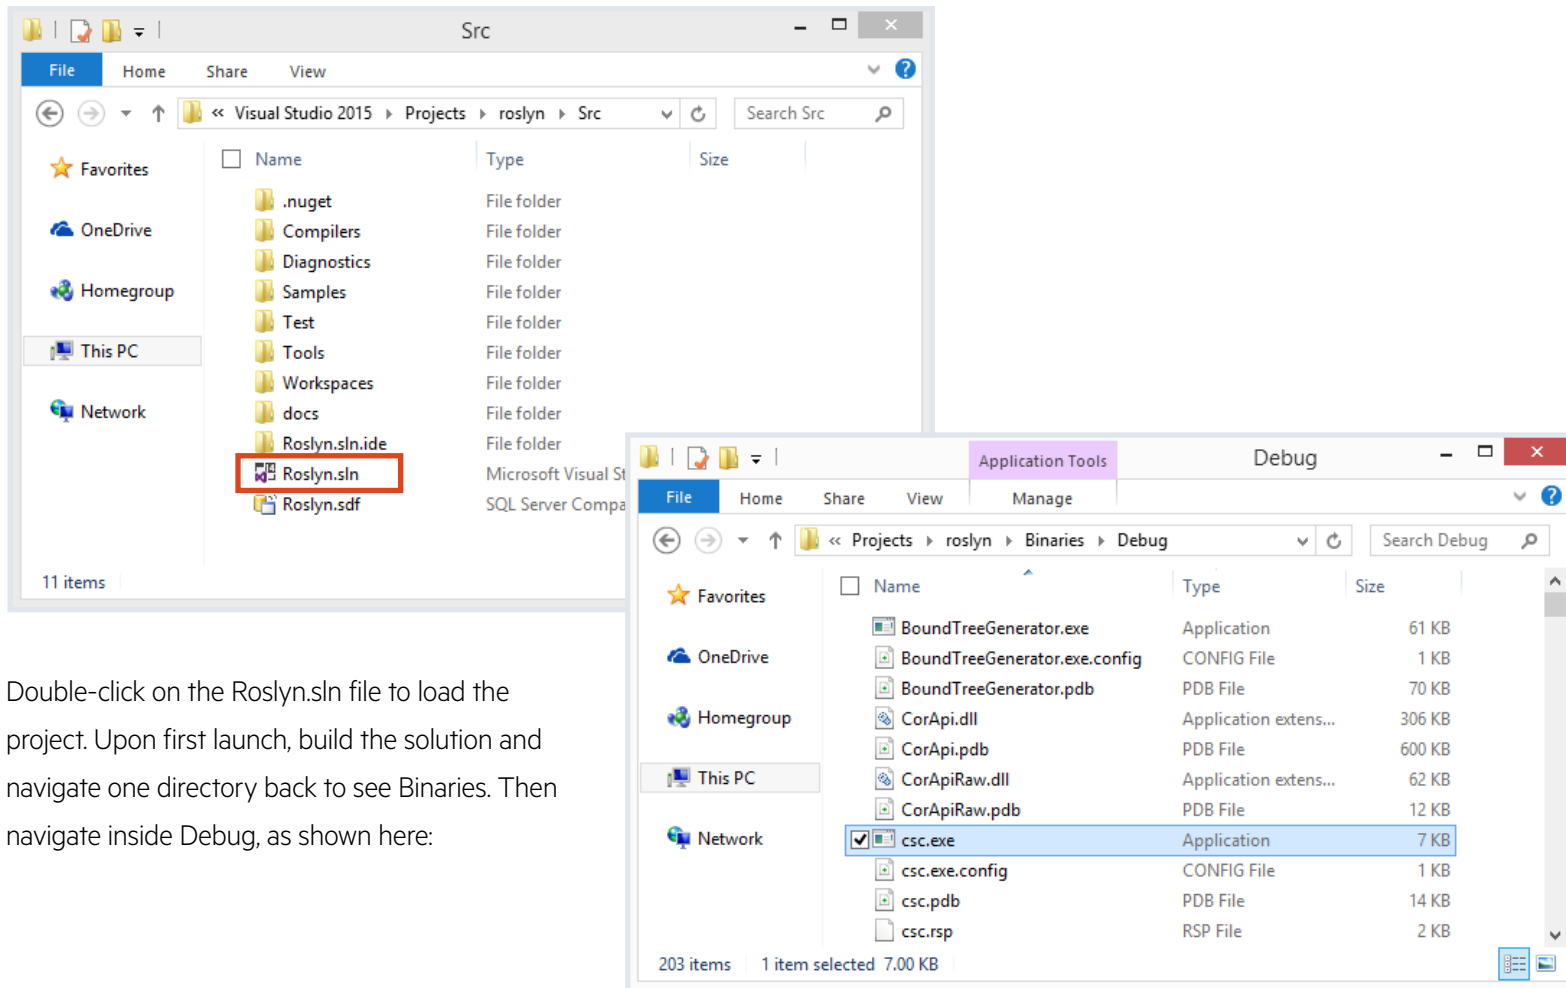 Src
File Home Share View
« Visual Studio 2015 Projects roslyn Src Search Src
Name Type Size
Favorites
OneDrive
Homegroup
This PC
Network
.nuget File folder
Compilers File folder
Diagnostics File folder
Samples File folder
Test File folder
Tools File folder
Workspaces File folder
docs File folder
Roslyn.sln.ide File folder
Roslyn.sln Microsoft Visual St
Roslyn.sdf SQL Server Compa
11 items
Double-click on the Roslyn.sln file to load the
project. Upon first launch, build the solution and
navigate one directory back to see Binaries. Then
navigate inside Debug, as shown here:
Application Tools Debug
File Home Share View Manage
« Projects roslyn Binaries Debug Search Debug
Name Type Size
Favorites
OneDrive
Homegroup
This PC
Network
BoundTreeGenerator.exe Application 61 KB
BoundTreeGenerator.exe.config CONFIG File 1 KB
BoundTreeGenerator.pdb PDB File 70 KB
CorApi.dll Application extens... 306 KB
CorApi.pdb PDB File 600 KB
CorApiRaw.dll Application extens... 62 KB
CorApiRaw.pdb PDB File 12 KB
csc.exe Application 7 KB
csc.exe.config CONFIG File 1 KB
csc.pdb PDB File 14 KB
csc.rsp RSP File 2 KB
203 items 1 item selected 7.00 KB